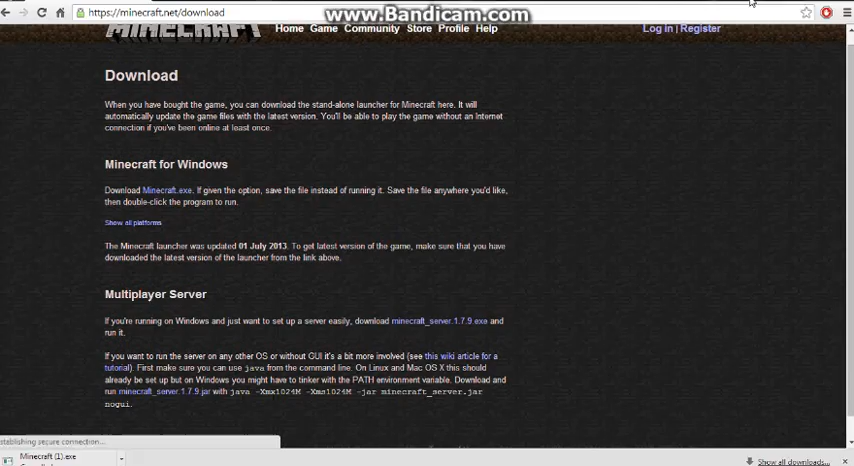 https://minecraft.net/download
www.Bandicam.com
MINECRAFT
Home Game Community Store Profile Help
Log in | Register
Download
When you have bought the game, you can download the stand-alone launcher for Minecraft here. It will
automatically update the game files with the latest version. You'll be able to play the game without an Internet
connection if you've been online at least once.
Minecraft for Windows
Download Minecraft.exe. If given the option, save the file instead of running it. Save the file anywhere you'd like,
then double-click the program to run.
Show all platforms
The Minecraft launcher was updated 01 July 2013. To get latest version of the game, make sure that you have
downloaded the latest version of the launcher from the link above.
Multiplayer Server
If you're running on Windows and just want to set up a server easily, download minecraft_server.1.7.9.exe and
run it.
If you want to run the server on any other OS or without GUI it's a bit more involved (see this wiki article for a
tutorial). First make sure you can use java from the command line. On Linux and Mac OS X this should
already be set up but on Windows you might have to tinker with the PATH environment variable. Download and
run minecraft_server.1.7.9.jar with java -Xmx1024M -Xms1024M -jar minecraft_server.jar
nogui.
stablishing secure connection...
Minecraft (1).exe
Show all downloads...